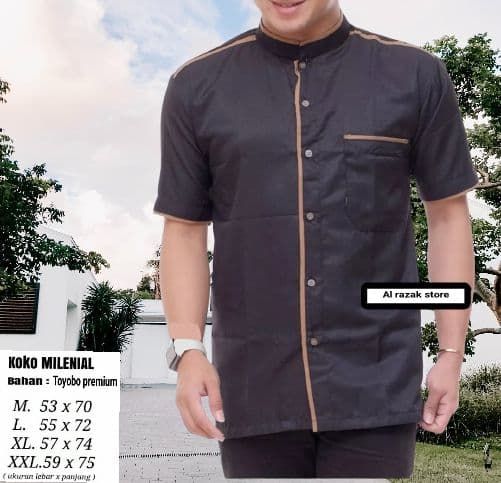 Al razak store
KOKO MILENIAL
Bahan : Toyobo premium
M. 53 x 70
L. 55 x 72
XL. 57 x 74
XXL.59 x 75
( ukuran lebar x panjang )